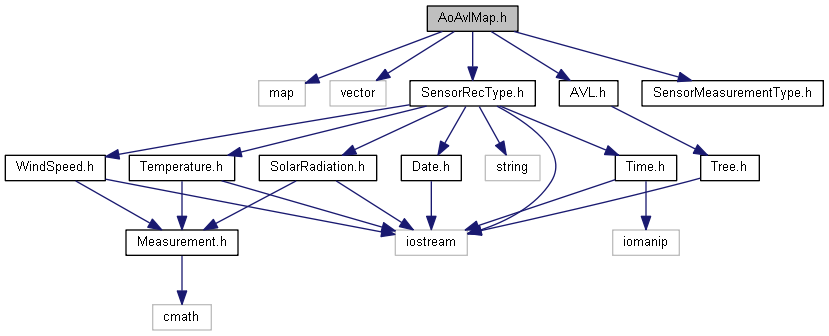 AoAvlMap.h
map
vector
SensorRecType.h
AVL.h
SensorMeasurementType.h
WindSpeed.h
Temperature.h
SolarRadiation.h
Date.h
string
Time.h
Tree.h
Measurement.h
iostream
iomanip
cmath